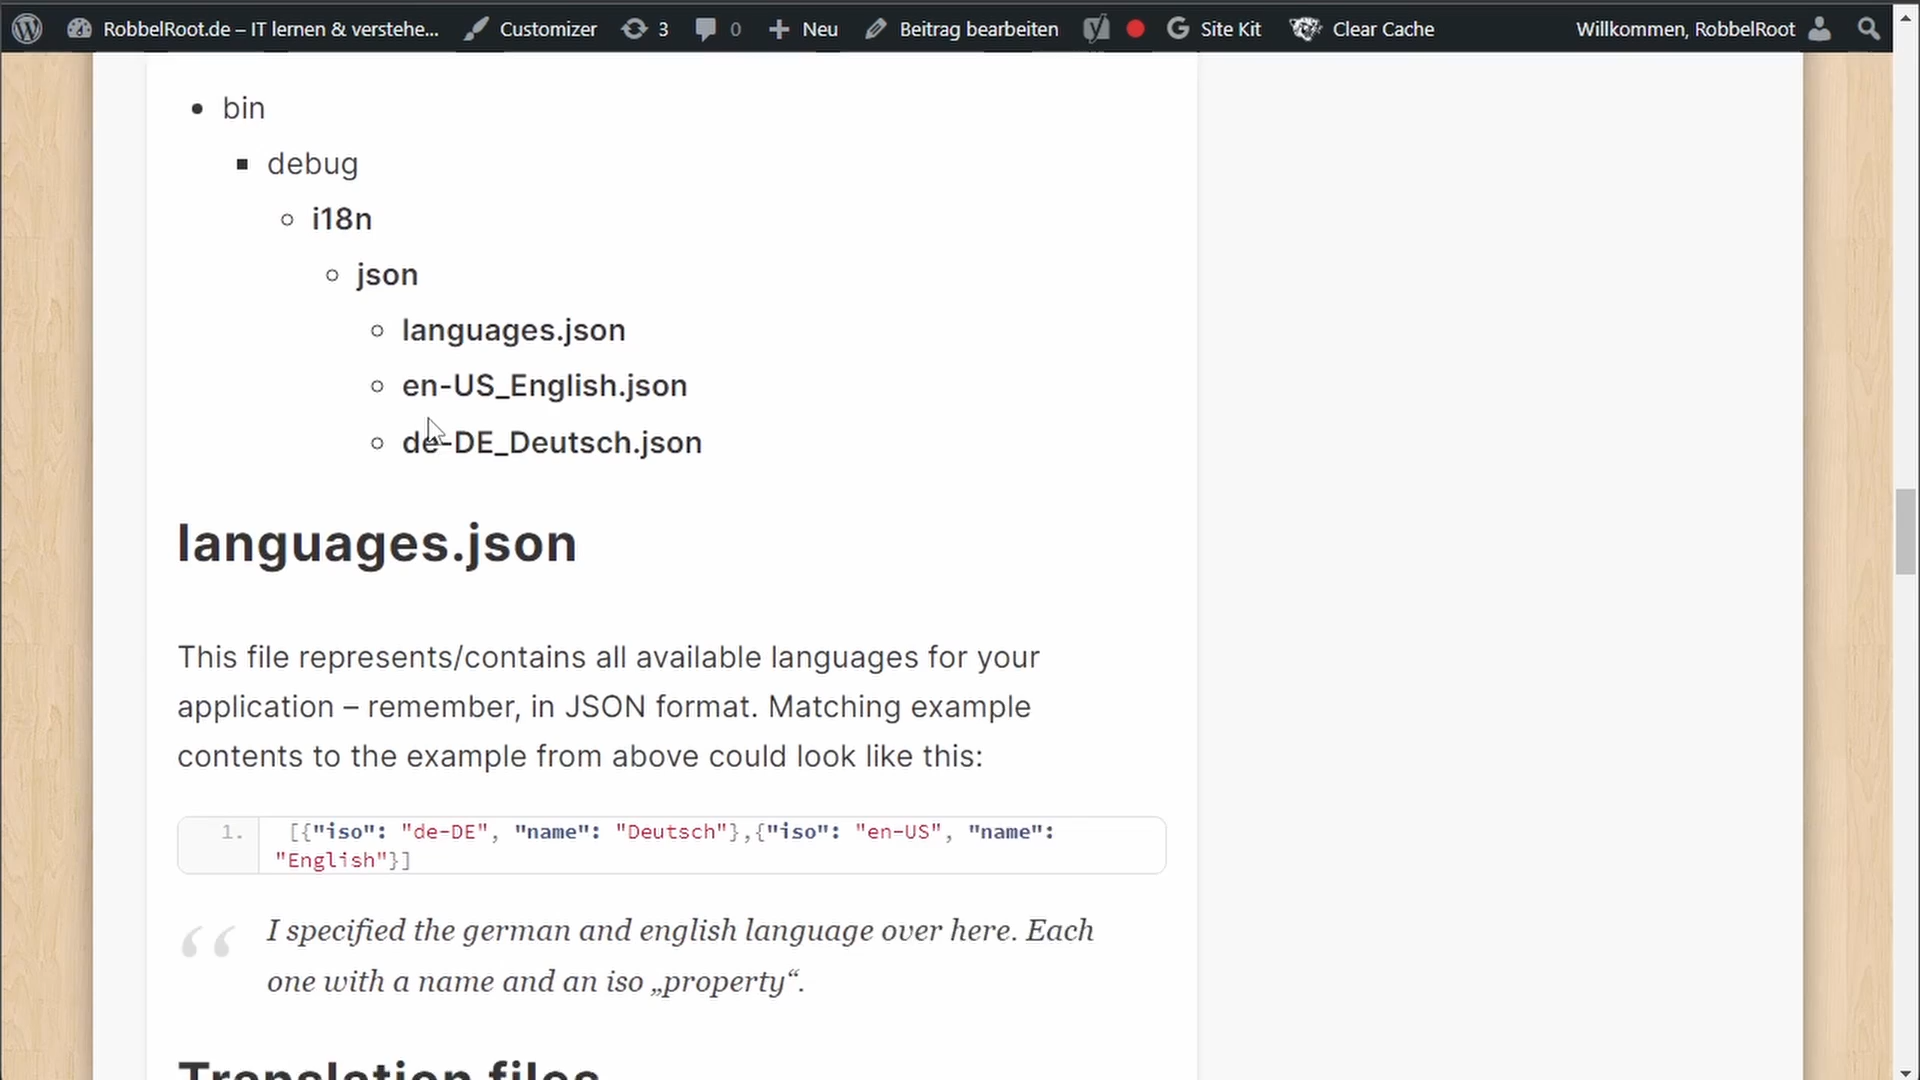 RobbelRoot.de – IT lernen & verstehe... Customizer 3 0 Neu Beitrag bearbeiten Site Kit Clear Cache Willkommen, RobbelRoot
bin
debug
i18n
json
languages.json
en-US_English.json
de-DE_Deutsch.json
languages.json
This file represents/contains all available languages for your
application – remember, in JSON format. Matching example
contents to the example from above could look like this:
1. [{"iso": "de-DE", "name": "Deutsch"},{"iso": "en-US", "name":
"English"}]
I specified the german and english language over here. Each
one with a name and an iso „property“.
Translation files